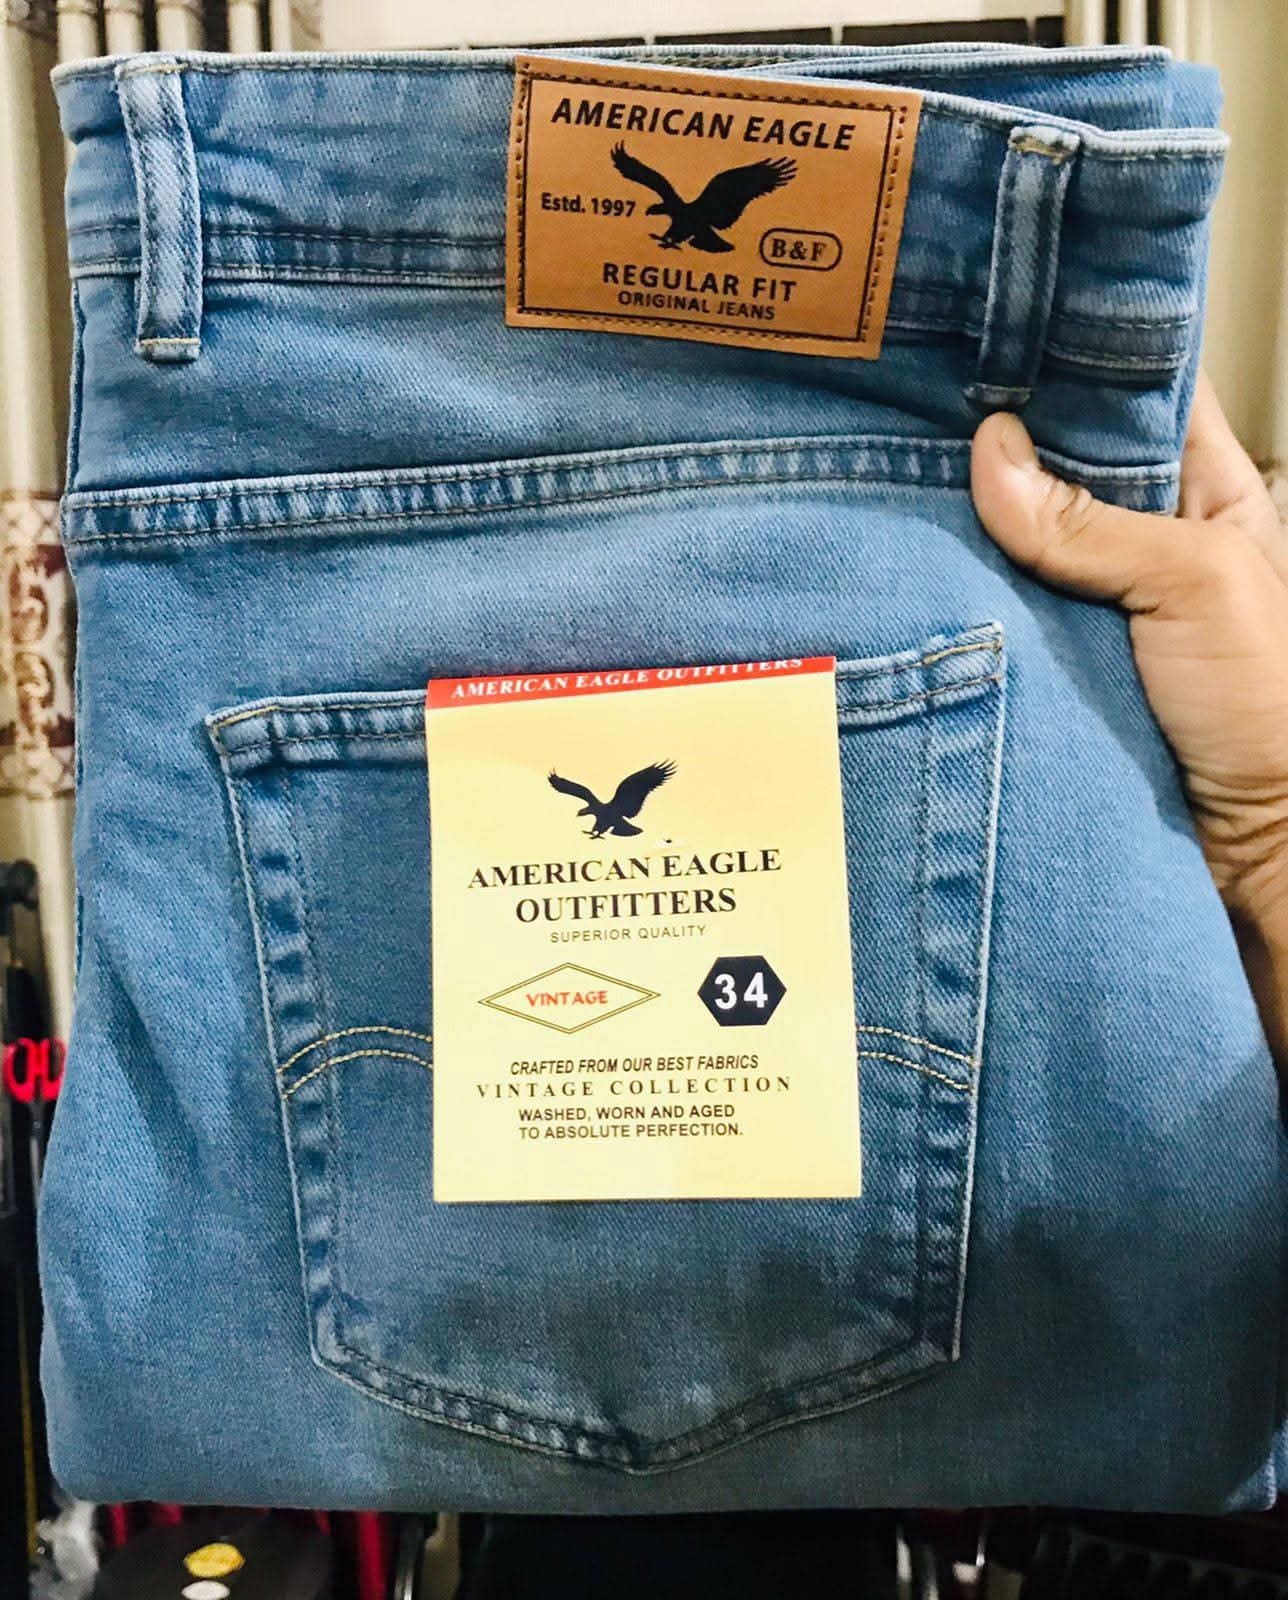 AMERICAN EAGLE
Estd. 1997
B&F
REGULAR FIT
ORIGINAL JEANS
AMERICAN EAGLE OUTFITTERS
AMERICAN EAGLE
OUTFITTERS
SUPERIOR QUALITY
VINTAGE
34
CRAFTED FROM OUR BEST FABRICS
VINTAGE COLLECTION
WASHED, WORN AND AGED
TO ABSOLUTE PERFECTION.